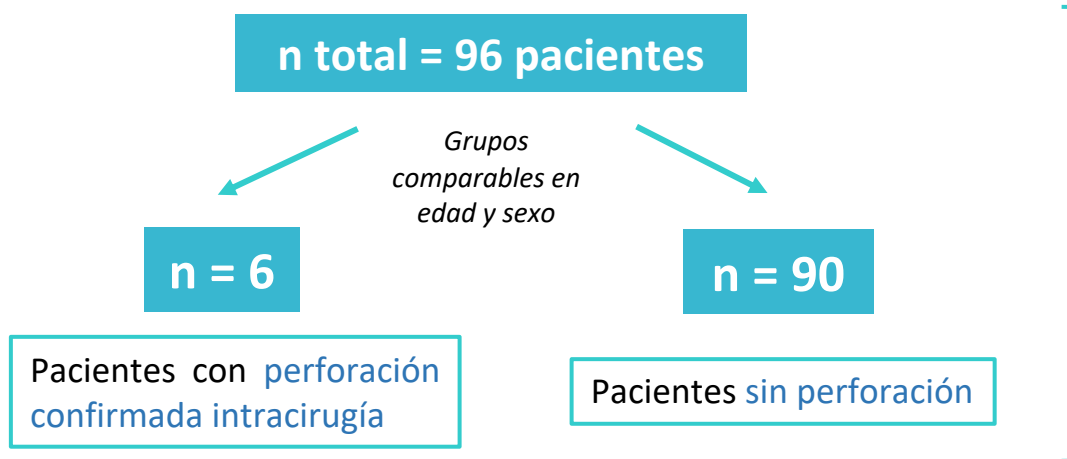 n total = 96 pacientes
Grupos
comparables en
edad y sexo
n = 6
n = 90
Pacientes con perforación
confirmada intracirugía
Pacientes sin perforación